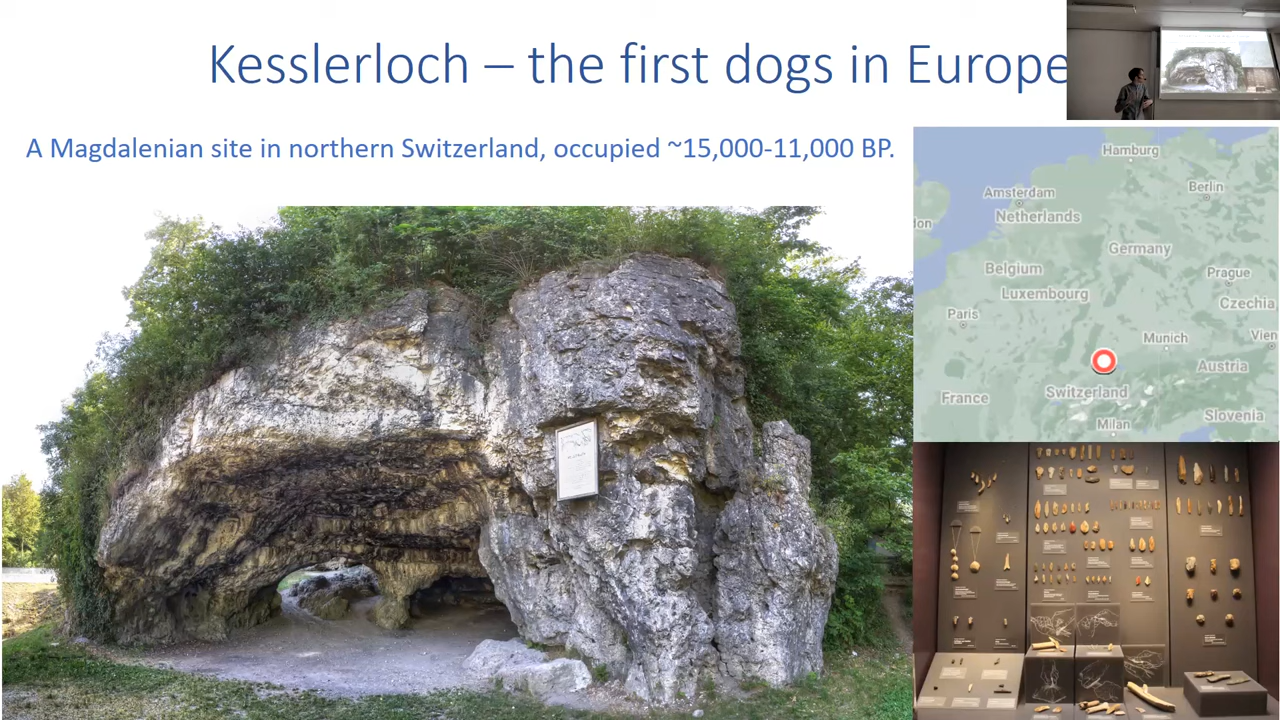 Kesslerloch – the first dogs in Europe
A Magdalenian site in northern Switzerland, occupied ~15,000-11,000 BP.
Hamburg
Amsterdam
Berlin
don
Netherlands
Germany
Belgium
Prague
Luxembourg
Czechia
Paris
Munich
Vien
Austria
Switzerland
France
Slovenia
Milan